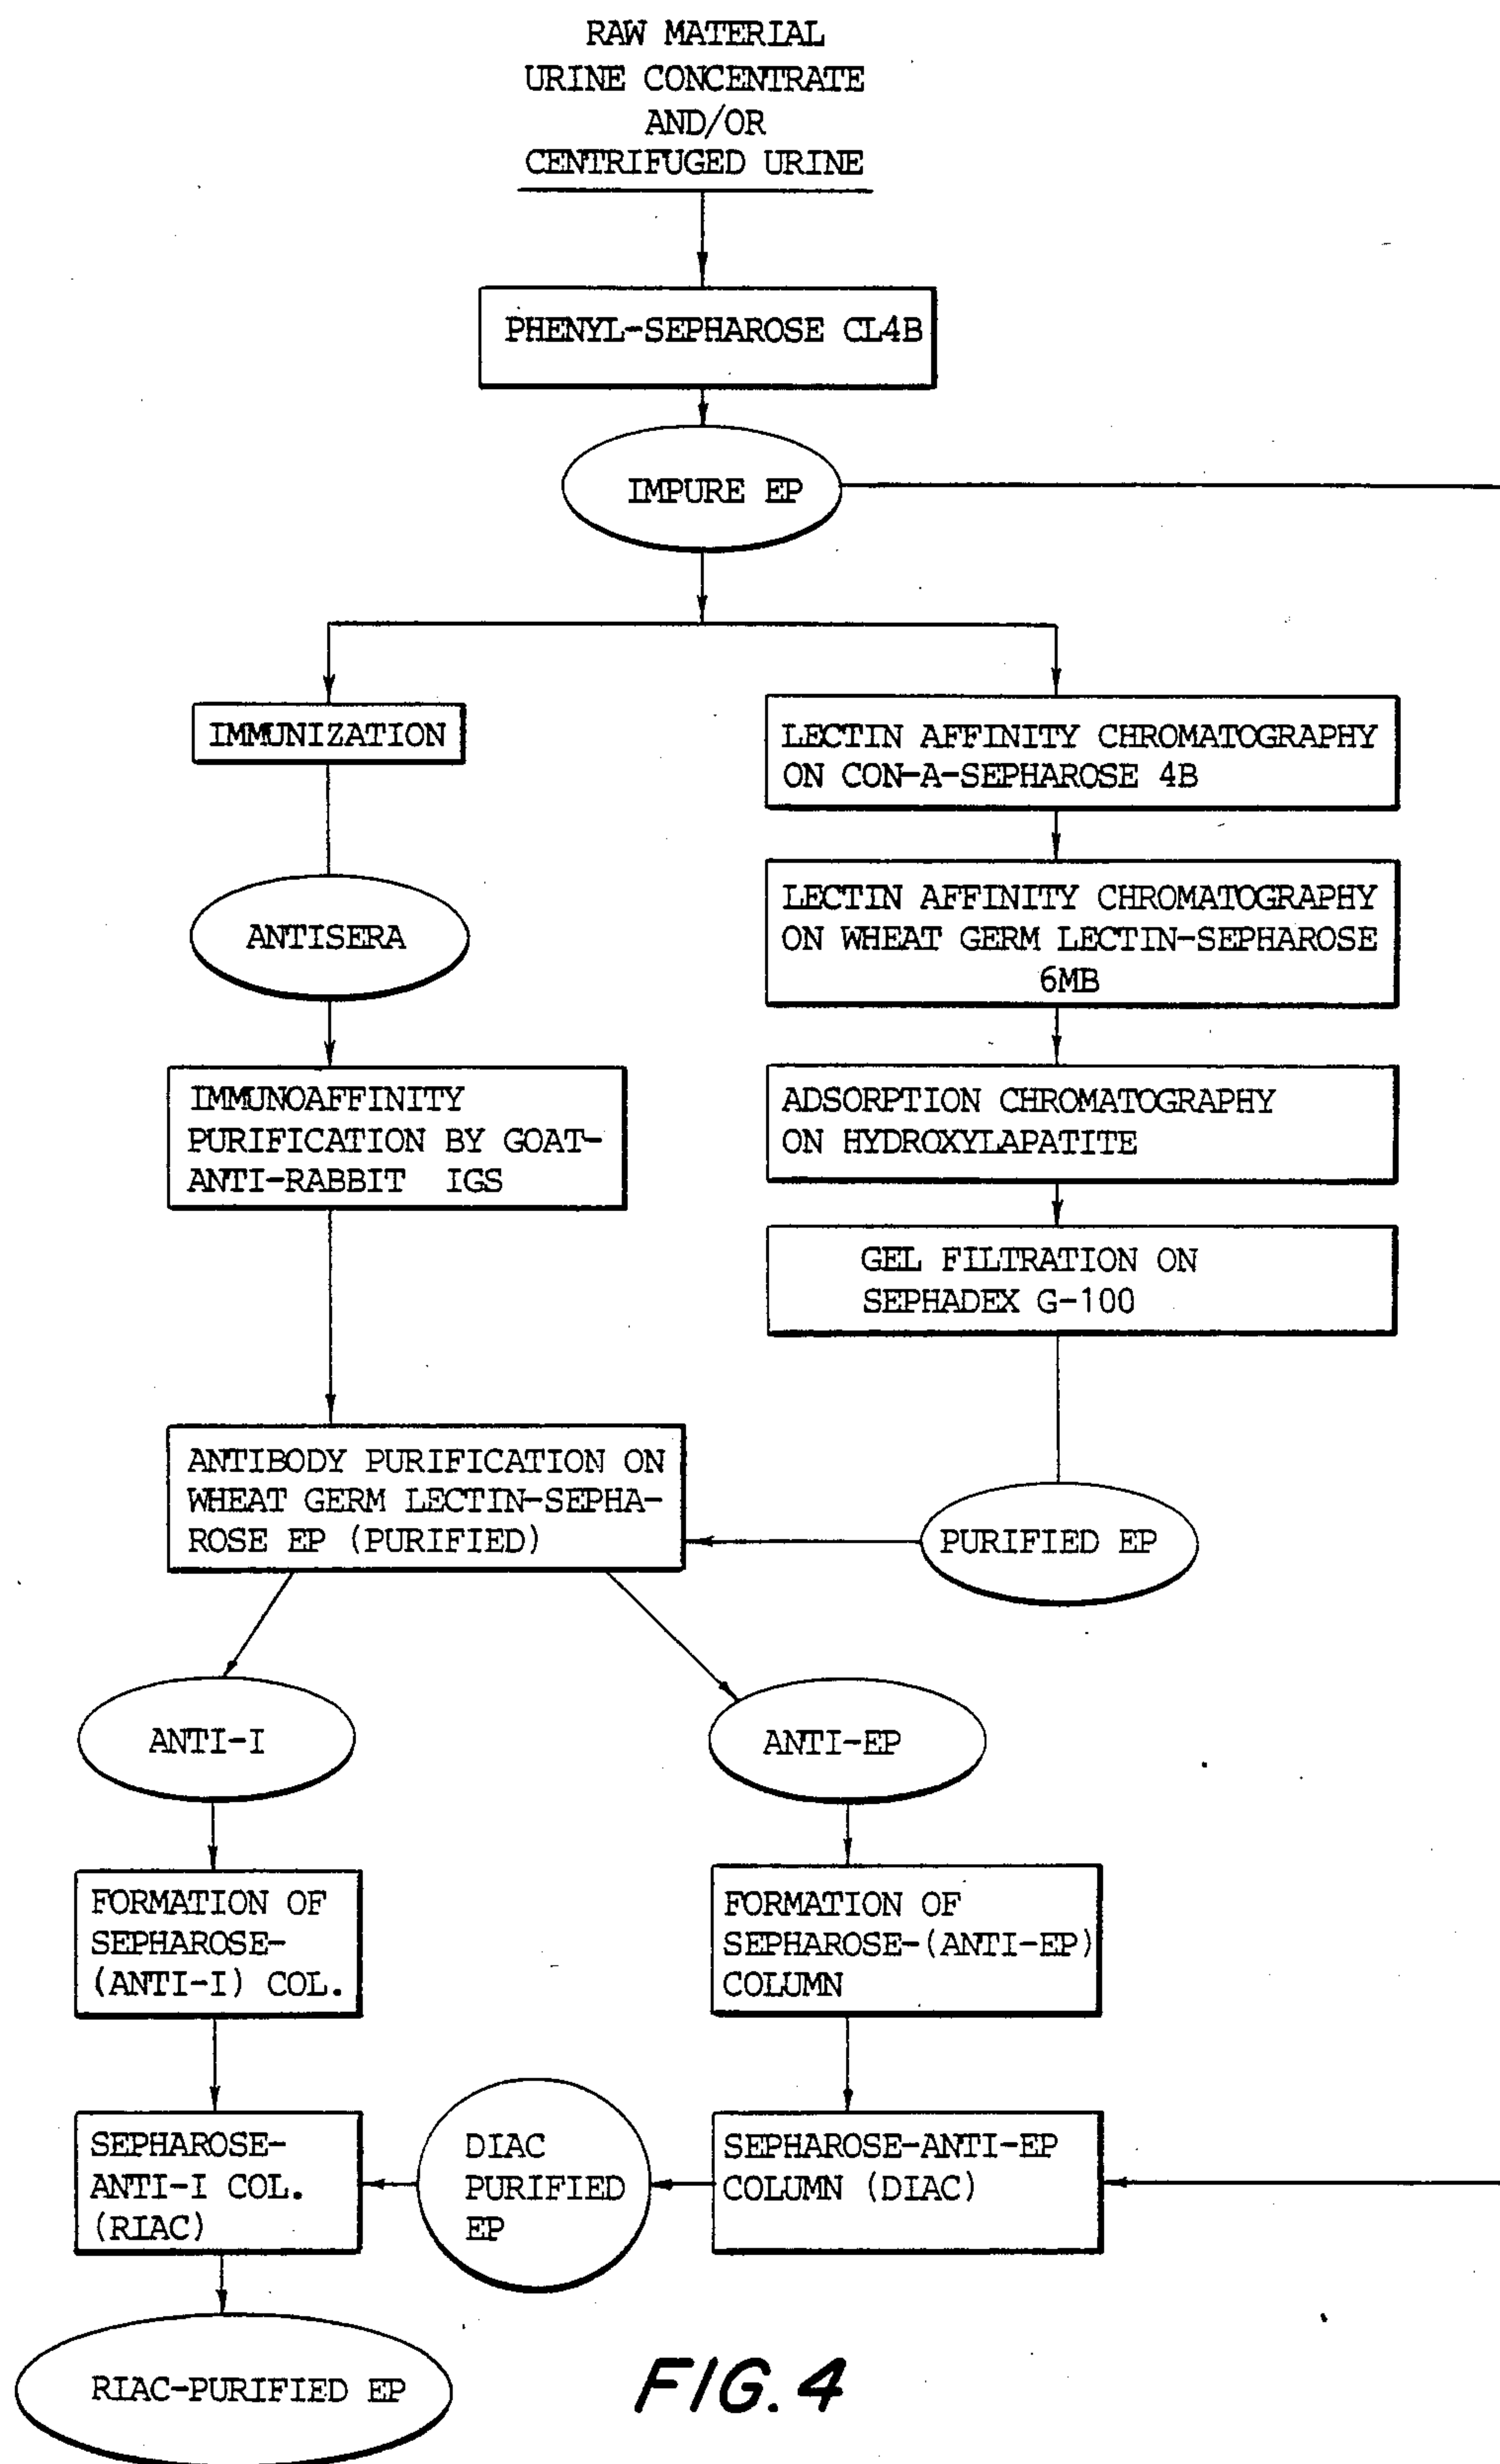 RAW MATERIAL
URINE CONCENTRATE
AND/OR
CENTRIFUGED URINE
PHENYL-SEPHAROSE CL4B
IMPURE EP
IMMUNIZATION
ANTISERA
IMMUNOAFFINITY
PURIFICATION BY GOAT-
ANTI-RABBIT IGS
LECTIN AFFINITY CHROMATOGRAPHY
ON CON-A-SEPHAROSE 4B
LECTIN AFFINITY CHROMATOGRAPHY
ON WHEAT GERM LECTIN-SEPHAROSE
6MB
ADSORPTION CHROMATOGRAPHY
ON HYDROXYLAPATITE
GEL FILTRATION ON
SEPHADEX G-100
ANTIBODY PURIFICATION ON
WHEAT GERM LECTIN-SEPHA-
ROSE EP (PURIFIED)
PURIFIED EP
ANTI-I
ANTI-EP
FORMATION OF
SEPHAROSE-
(ANTI-I) COL.
FORMATION OF
SEPHAROSE-(ANTI-EP)
COLUMN
SEPHAROSE-
ANTI-I COL.
(RIAC)
DIAC
PURIFIED
EP
SEPHAROSE-ANTI-EP
COLUMN (DIAC)
RIAC-PURIFIED EP
FIG. 4